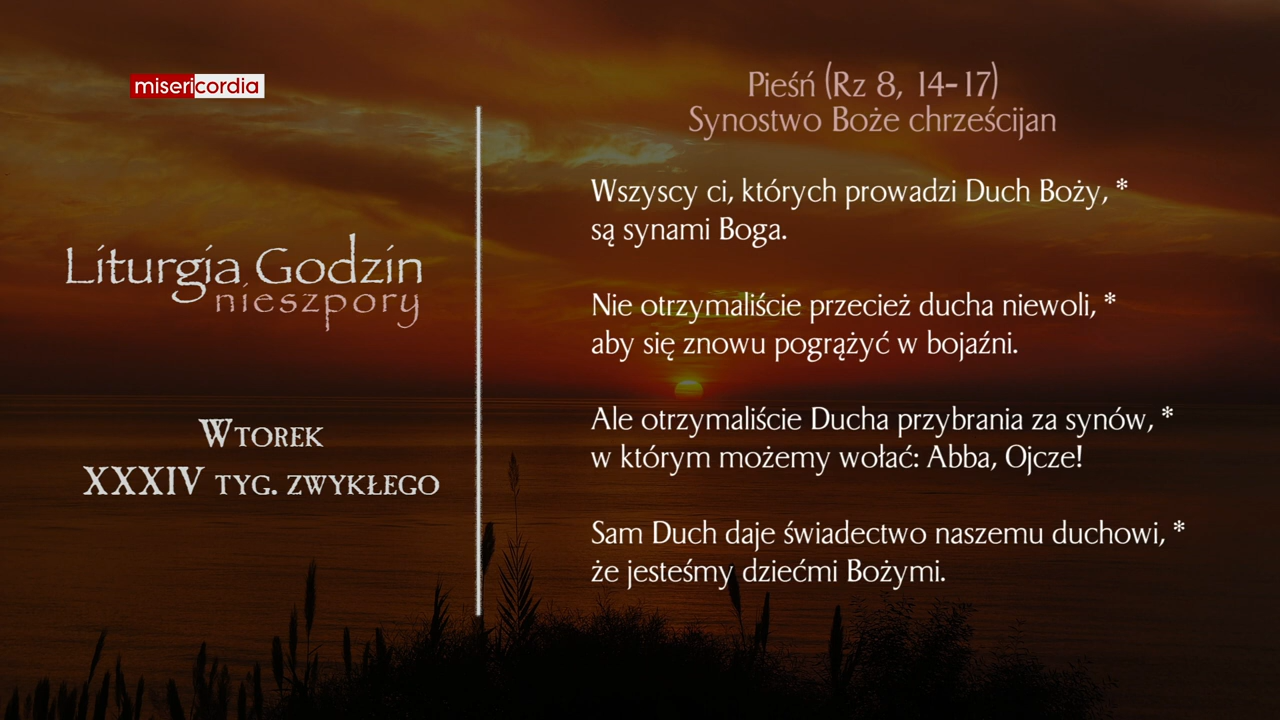 misericordia
Liturgia Godzin
nieszpory
Wtorek
XXXIV tyg. zwykłego
Pieśń (Rz 8, 14-17)
Synostwo Boże chrześcijan
Wszyscy ci, których prowadzi Duch Boży, *
są synami Boga.
Nie otrzymaliście przecież ducha niewoli, *
aby się znowu pogrążyć w bojaźni.
Ale otrzymaliście Ducha przybrania za synów, *
w którym możemy wołać: Abba, Ojcze!
Sam Duch daje świadectwo naszemu duchowi, *
że jesteśmy dziećmi Bożymi.